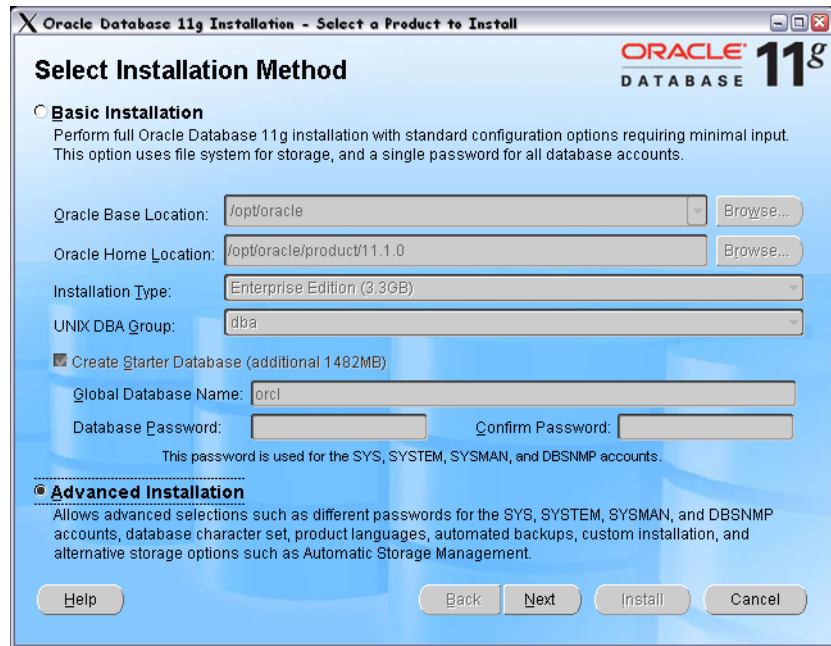 Oracle Database 11g Installation - Select a Product to Install
Select Installation Method
ORACLE 11g
DATABASE
Basic Installation
Perform full Oracle Database 11g installation with standard configuration options requiring minimal input.
This option uses file system for storage, and a single password for all database accounts.
Oracle Base Location: /opt/oracle Browse...
Oracle Home Location: /opt/oracle/product/11.1.0 Browse...
Installation Type: Enterprise Edition (3.3GB)
UNIX DBA Group: dba
Create Starter Database (additional 1482MB)
Global Database Name: orcl
Database Password: Confirm Password:
This password is used for the SYS, SYSTEM, SYSMAN, and DBSNMP accounts.
Advanced Installation
Allows advanced selections such as different passwords for the SYS, SYSTEM, SYSMAN, and DBSNMP
accounts, database character set, product languages, automated backups, custom installation, and
alternative storage options such as Automatic Storage Management.
Help Back Next Install Cancel